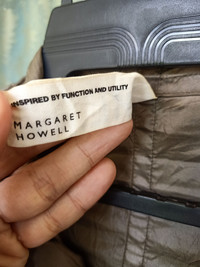 INSPIRED BY FUNCTION AND UTILITY
MARGARET
HOWELL